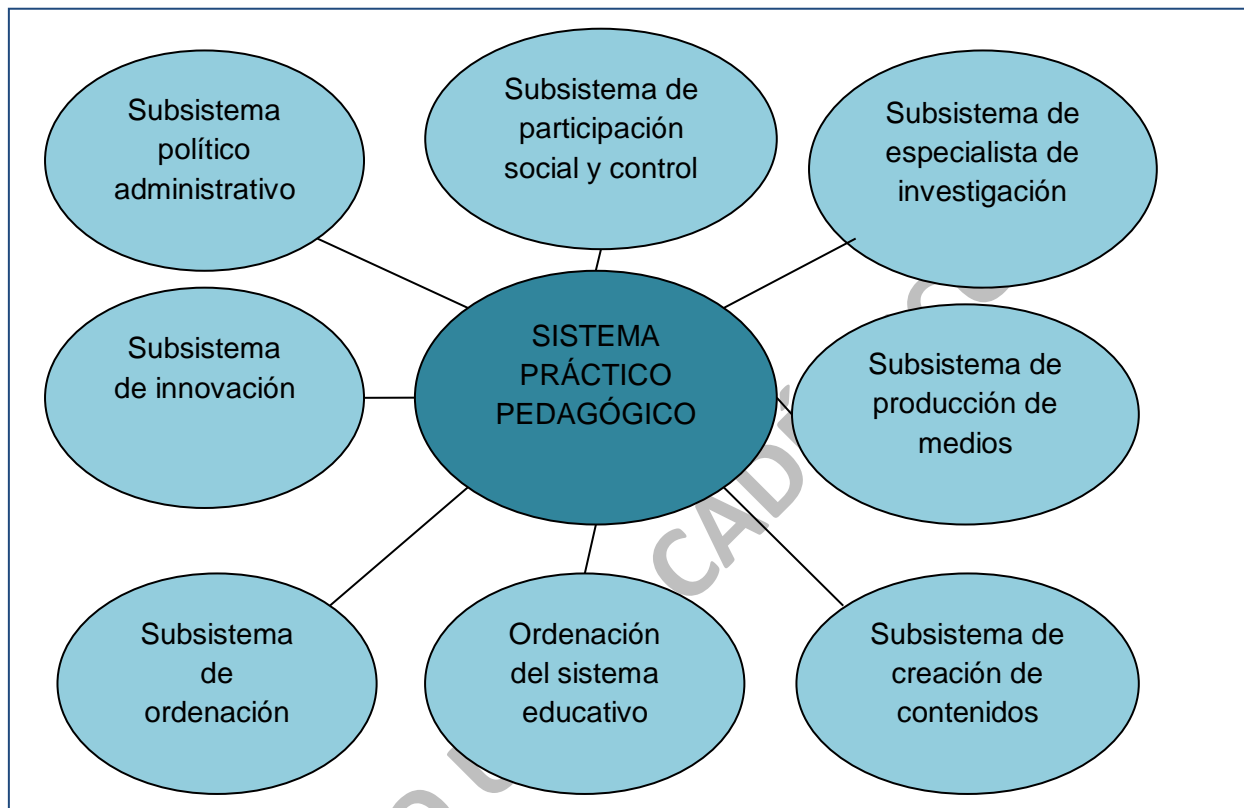 Subsistema
político
administrativo
Subsistema de
participación
social y control
Subsistema de
especialista de
investigación
Subsistema
de innovación
SISTEMA
PRÁCTICO
PEDAGÓGICO
Subsistema de
producción de
medios
Subsistema
de
ordenación
Ordenación
del sistema
educativo
Subsistema de
creación de
contenidos